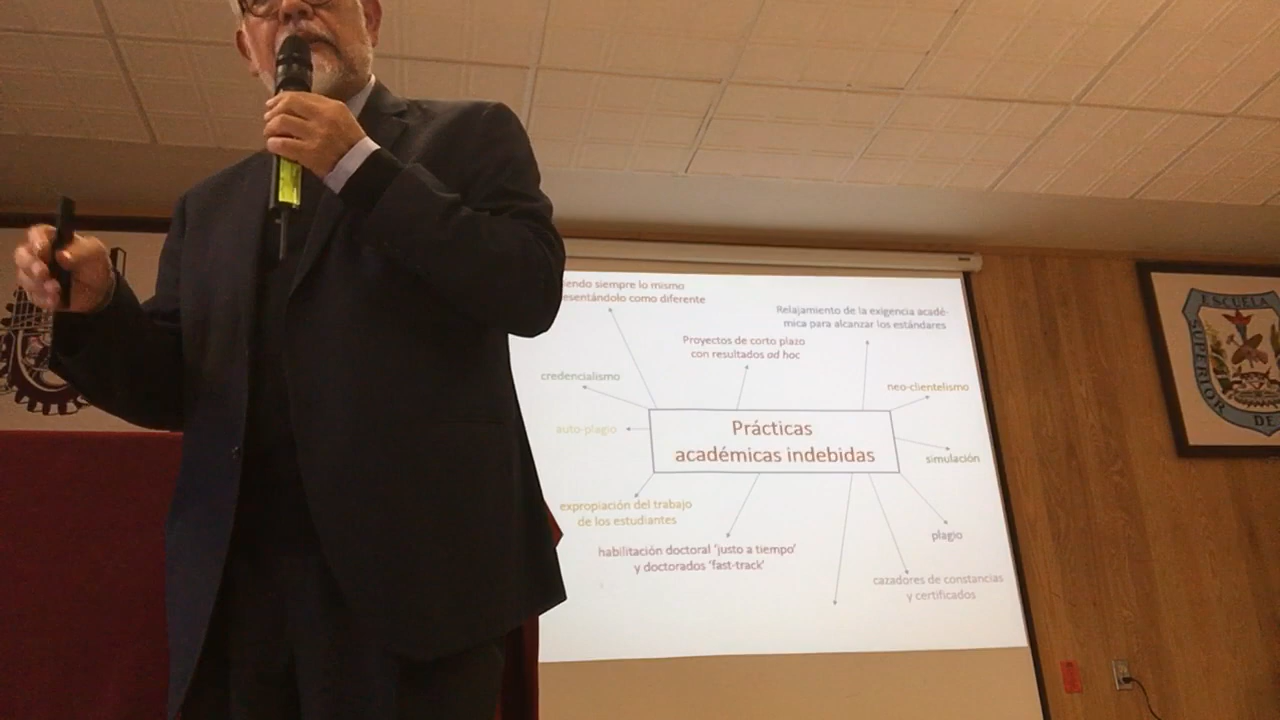 siempre lo mismo
como diferente
Relajamiento de la exigencia acadé-
mica para alcanzar los estándares
Proyectos de corto plazo
con resultados ad hoc
credencialismo
neo-clientelismo
auto-plagio
Prácticas
académicas indebidas
simulación
expropiación del trabajo
de los estudiantes
plagio
habilitación doctoral 'justo a tiempo'
y doctorados 'fast-track'
cazadores de constancias
y certificados
ESCUELA
SUPERIOR
DE